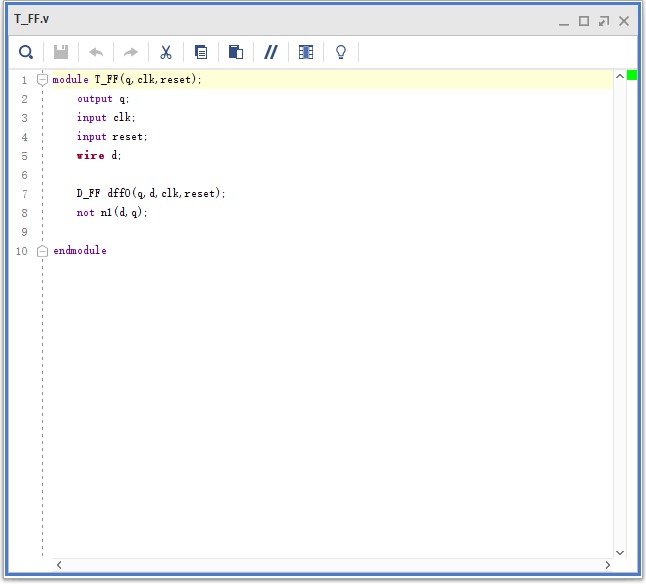 T_FF.v
1 module T_FF(q,clk,reset);
2 output q;
3 input clk;
4 input reset;
5 wire d;
6
7 D_FF dff0(q,d,clk,reset);
8 not n1(d,q);
9
10 endmodule